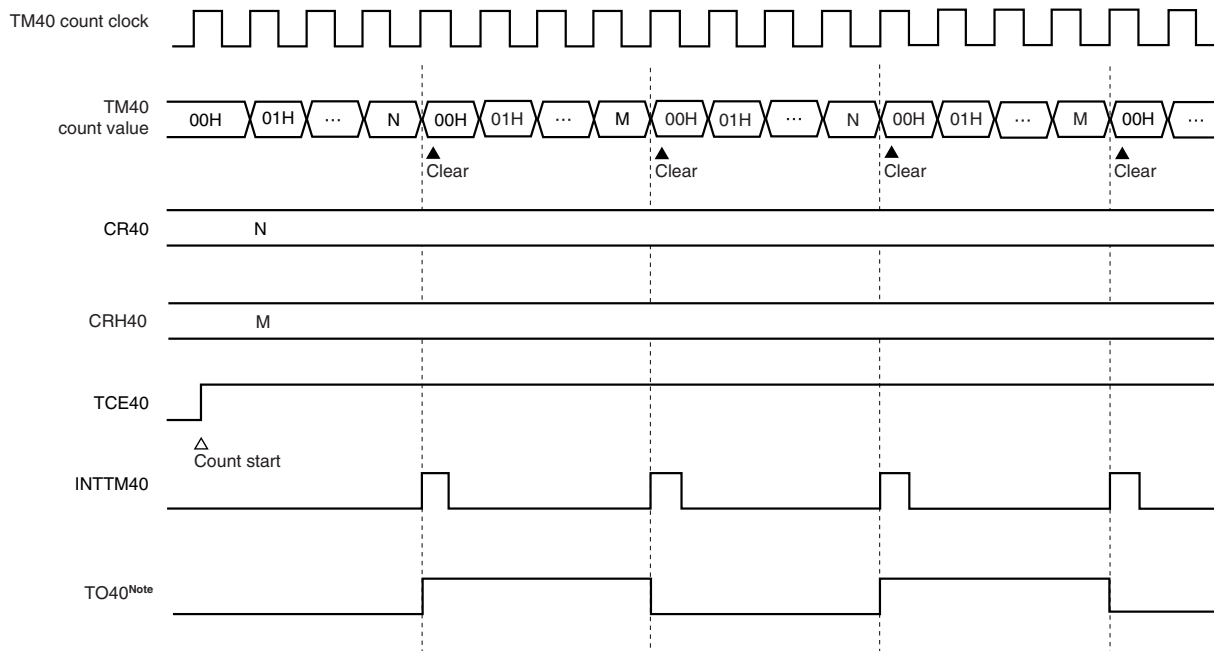 TM40 count clock
TM40
count value
00H 01H ... N 00H 01H ... M 00H 01H ... N 00H 01H ... M 00H ...
Clear Clear Clear Clear
CR40 N
CRH40 M
TCE40
Count start
INTTM40
TO40Note